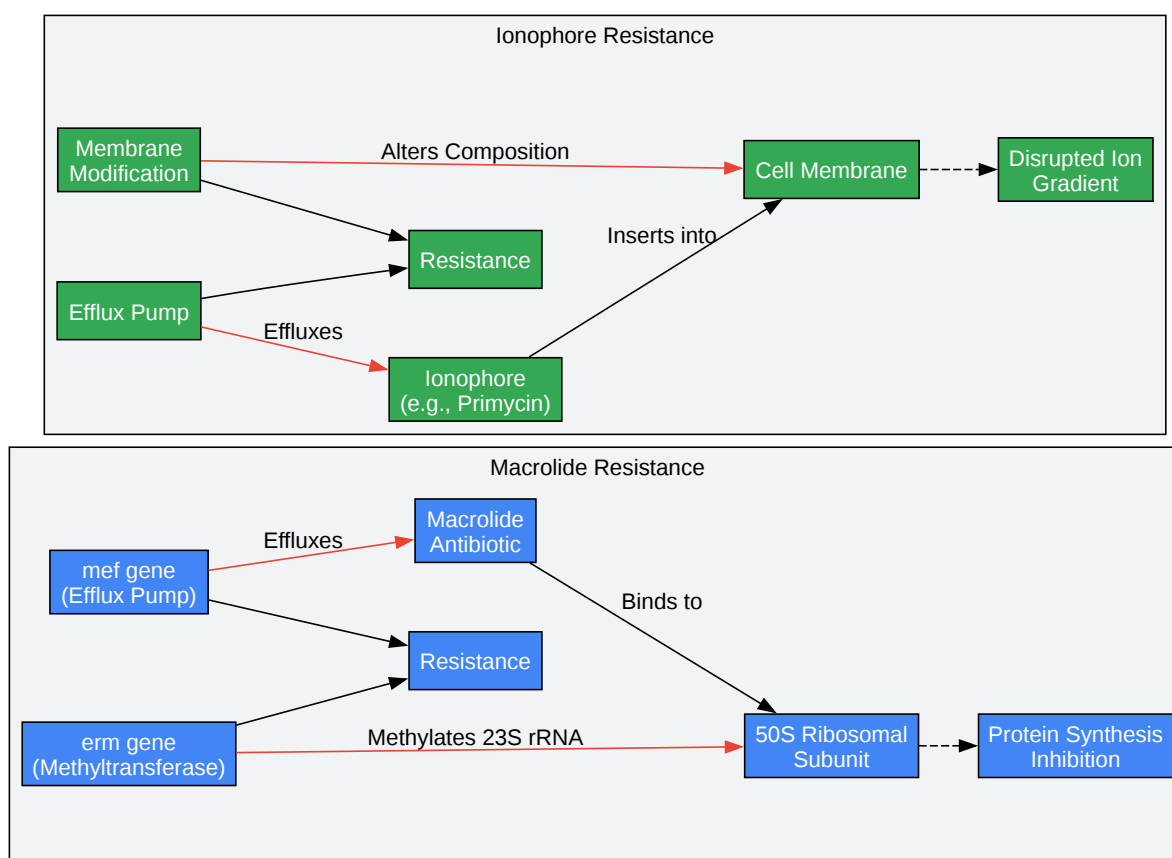 Ionophore Resistance
Membrane
Modification
Alters Composition
Cell Membrane
Disrupted Ion
Gradient
Inserts into
Resistance
Efflux Pump
Effluxes
Ionophore
(e.g., Primycin)
Macrolide Resistance
Macrolide
Antibiotic
Effluxes
mef gene
(Efflux Pump)
Binds to
Resistance
erm gene
(Methyltransferase)
Methylates 23S rRNA
50S Ribosomal
Subunit
Protein Synthesis
Inhibition